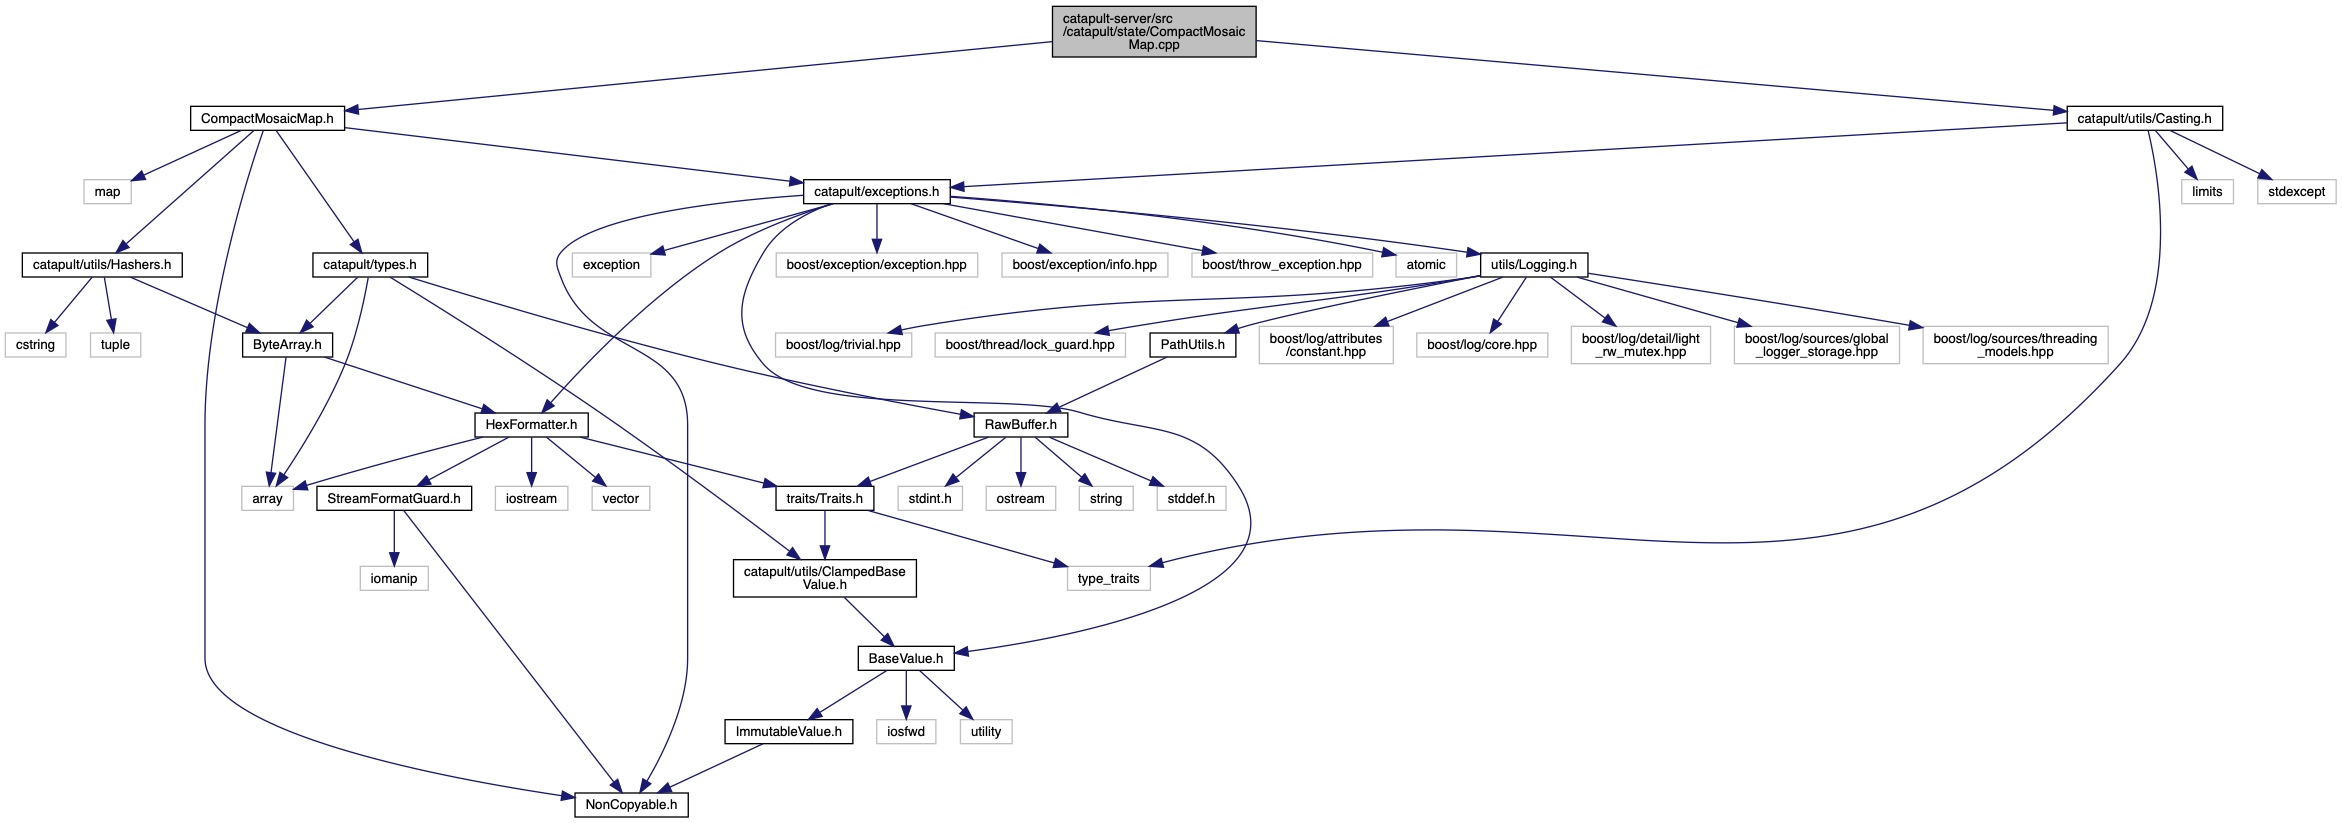 catapult-server/src
/catapult/state/CompactMosaic
Map.cpp
CompactMosaicMap.h
catapult/utils/Casting.h
map
catapult/exceptions.h
limits
stdexcept
catapult/utils/Hashers.h
catapult/types.h
exception
boost/exception/exception.hpp
boost/exception/info.hpp
boost/throw_exception.hpp
atomic
utils/Logging.h
cstring
tuple
ByteArray.h
boost/log/trivial.hpp
boost/thread/lock_guard.hpp
PathUtils.h
boost/log/attributes
/constant.hpp
boost/log/core.hpp
boost/log/detail/light
_rw_mutex.hpp
boost/log/sources/global
_logger_storage.hpp
boost/log/sources/threading
_models.hpp
HexFormatter.h
RawBuffer.h
array
StreamFormatGuard.h
iostream
vector
traits/Traits.h
stdint.h
ostream
string
stddef.h
iomanip
catapult/utils/ClampedBase
Value.h
type_traits
BaseValue.h
ImmutableValue.h
iosfwd
utility
NonCopyable.h